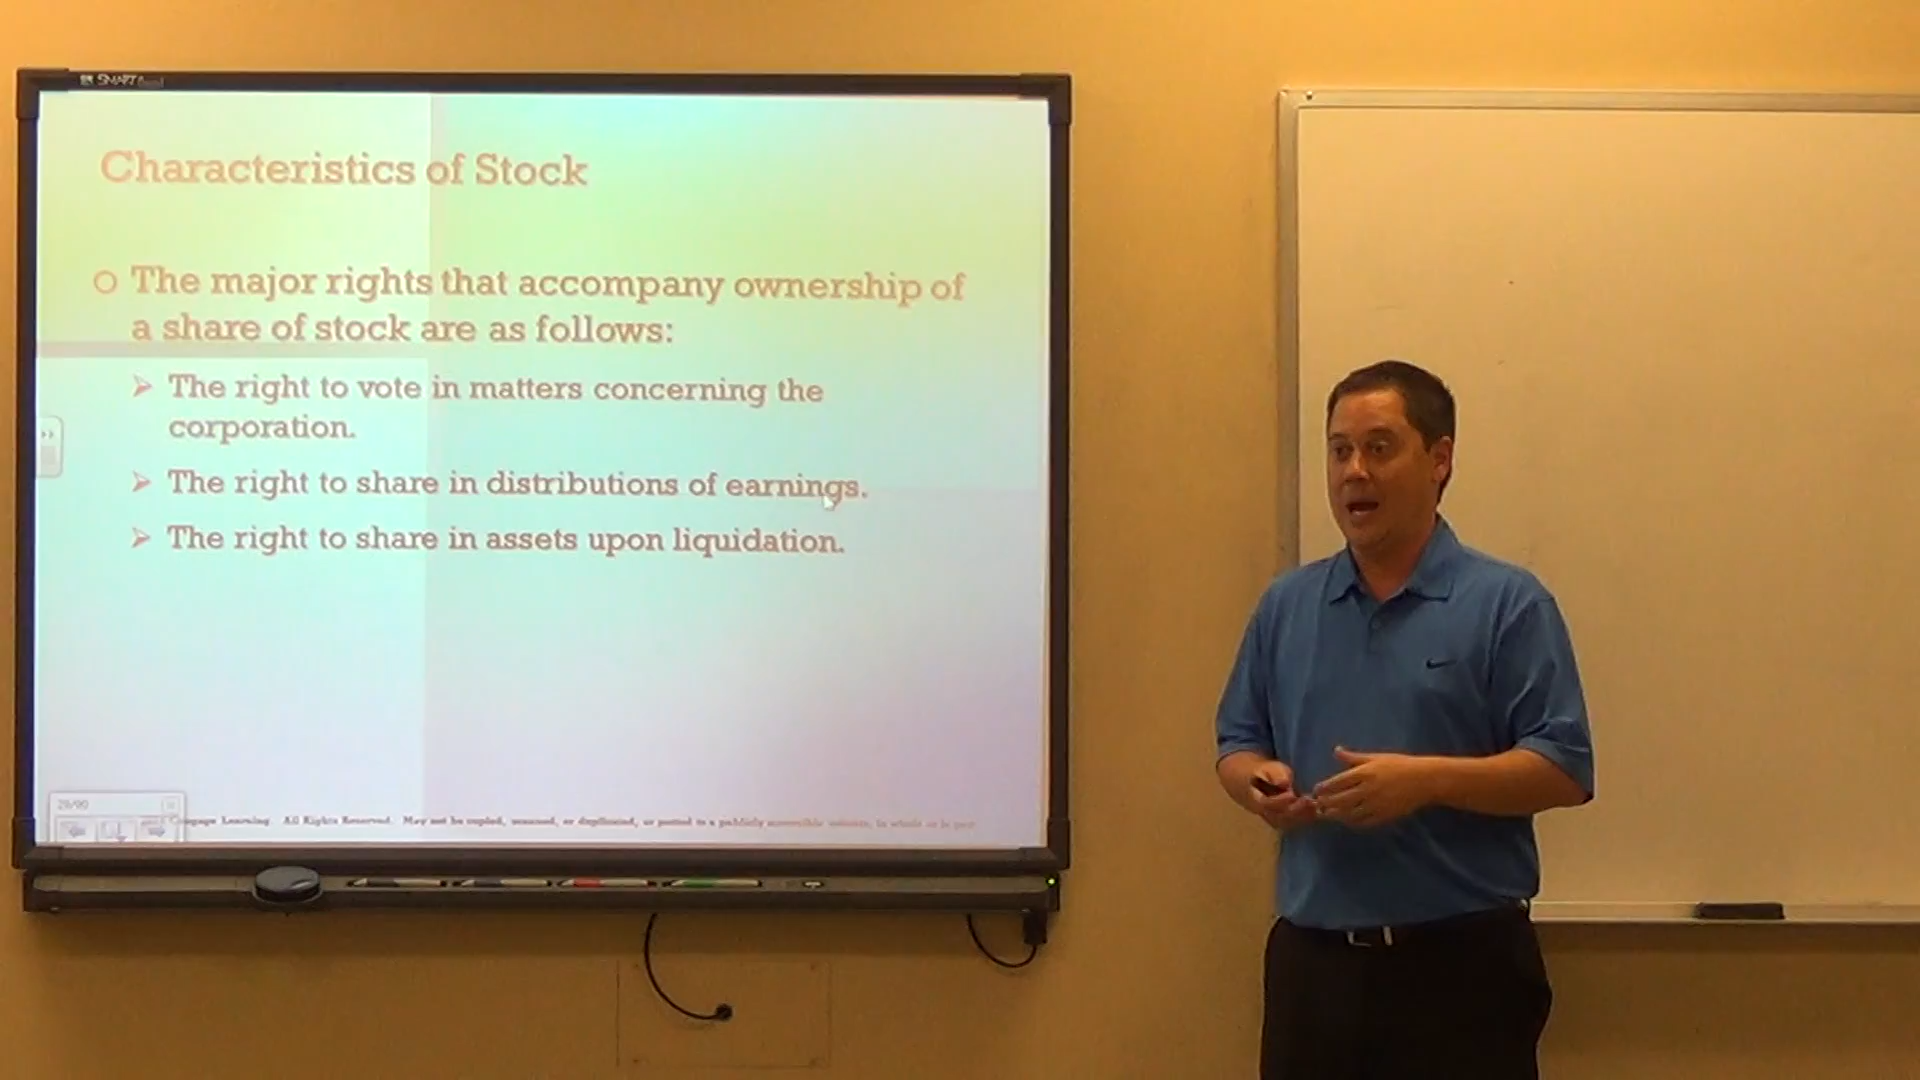 SMART
Characteristics of Stock
The major rights that accompany ownership of
a share of stock are as follows:
The right to vote in matters concerning the
corporation.
The right to share in distributions of earnings.
The right to share in assets upon liquidation.
Cengage Learning. All Rights Reserved. May not be copied, scanned, or duplicated, or posted to a publicly accessible website, in whole or in part.